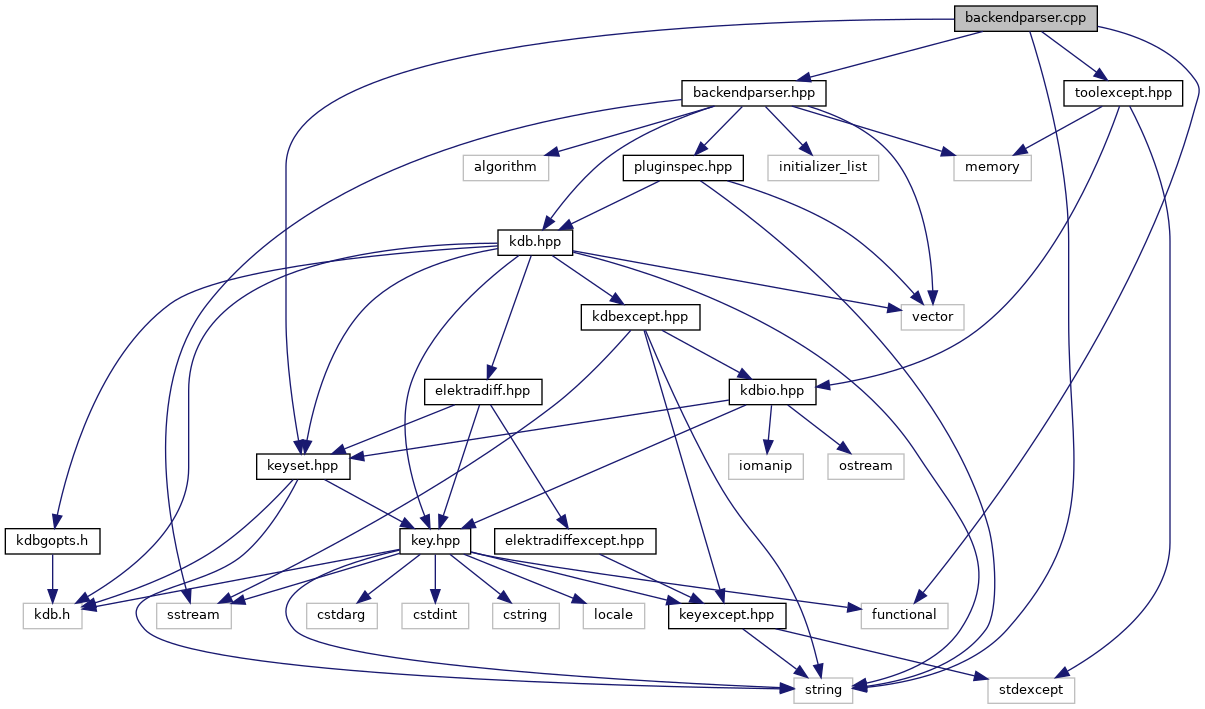 backendparser.cpp
backendparser.hpp
toolexcept.hpp
algorithm
pluginspec.hpp
initializer_list
memory
kdb.hpp
kdbexcept.hpp
vector
elektradiff.hpp
kdbio.hpp
keyset.hpp
iomanip
ostream
kdbgopts.h
key.hpp
elektradiffexcept.hpp
kdb.h
sstream
cstdarg
cstdint
cstring
locale
keyexcept.hpp
functional
string
stdexcept